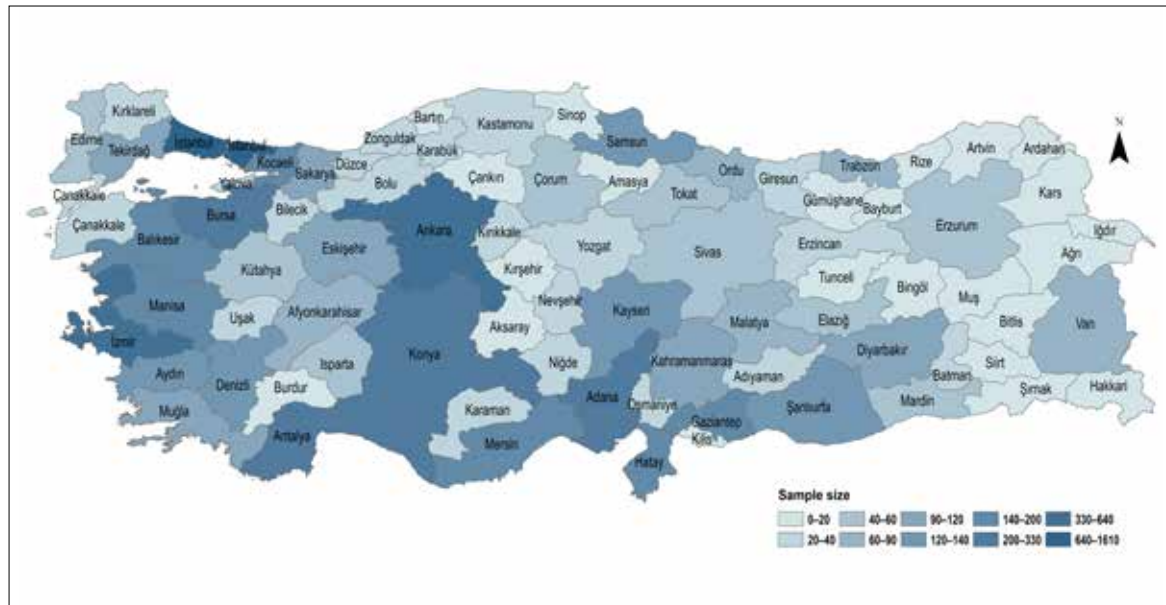 N
Kırklareli
Edirne
Tekirdağ
İstanbul
İstanbul
Kocaeli
Yalova
Sakarya
Düzce
Zonguldak
Bartın
Karabük
Kastamonu
Sinop
Samsun
Ordu
Giresun
Trabzon
Rize
Artvin
Ardahan
Kars
Çanakkale
Çanakkale
Balıkesir
Bursa
Bilecik
Bolu
Çankırı
Çorum
Amasya
Tokat
Gümüşhane
Bayburt
Erzurum
Iğdır
Ağrı
Kütahya
Eskişehir
Ankara
Kırıkkale
Yozgat
Sivas
Erzincan
Tunceli
Bingöl
Muş
Manisa
Uşak
Afyonkarahisar
Kırşehir
Nevşehir
Kayseri
Malatya
Elazığ
Diyarbakır
Bitlis
Van
İzmir
Aydın
Denizli
Isparta
Burdur
Konya
Aksaray
Niğde
Kahramanmaraş
Adıyaman
Batman
Siirt
Şırnak
Hakkari
Muğla
Antalya
Karaman
Mersin
Adana
Osmaniye
Gaziantep
Kilis
Şanlıurfa
Mardin
Hatay
Sample size
0–20 40–60 90–120 140–200 330–640
20–40 60–90 120–140 200–330 640–1610